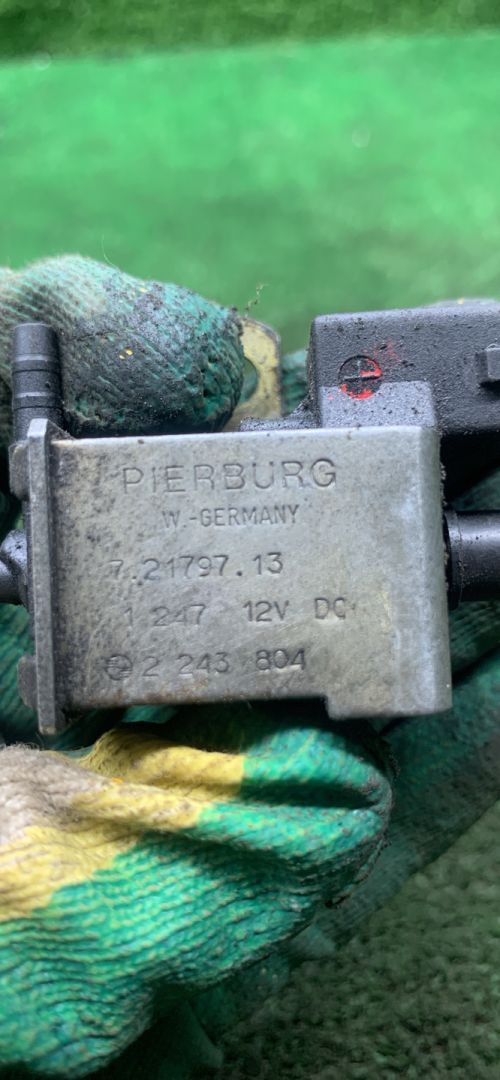 PIERBURG
W.-GERMANY
7.21797.13
1 247 12V DC
2 243 804